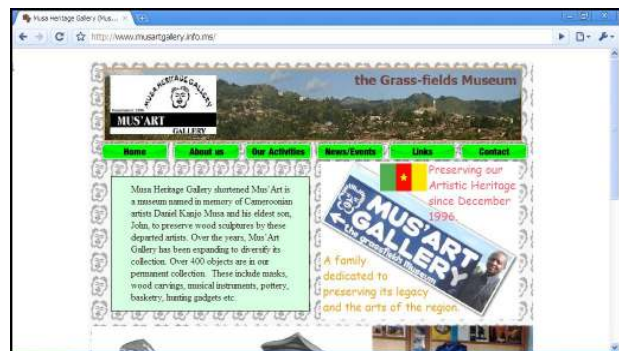 Musa Heritage Gallery (Mus...
http://www.musartgallery.info.ms/
MUSA HERITAGE GALLERY
MUS'ART
GALLERY
the Grass-fields Museum
Home
About us
Our Activities
News/Events
Links
Contact
Musa Heritage Gallery shortened Mus'Art is
a museum named in memory of Cameroonian
artists Daniel Kanjo Musa and his eldest son,
John, to preserve wood sculptures by these
departed artists. Over the years, Mus'Art
Gallery has been expanding to diversify its
collection. Over 400 objects are in our
permanent collection. These include masks,
wood carvings, musical instruments, pottery,
basketry, hunting gadgets etc.
Preserving our
Artistic Heritage
since December
1996.
MUS'ART
GALLERY
the grassfields Museum
A family
dedicated to
preserving its legacy
and the arts of the region.